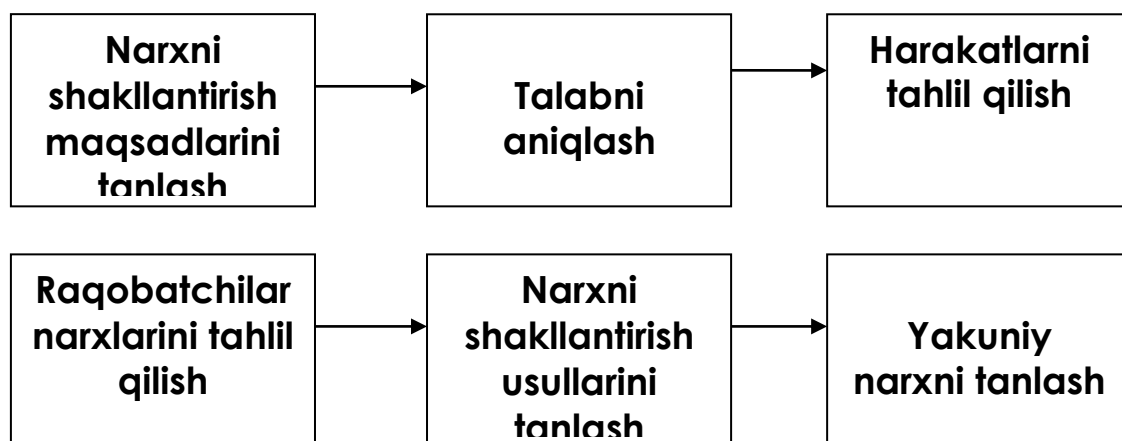 Narxni
shakllantirish
maqsadlarini
tanlash
Talabni
aniqlash
Harakatlarni
tahlil qilish
Raqobatchilar
narxlarini tahlil
qilish
Narxni
shakllantirish
usullarini
tanlash
Yakuniy
narxni tanlash